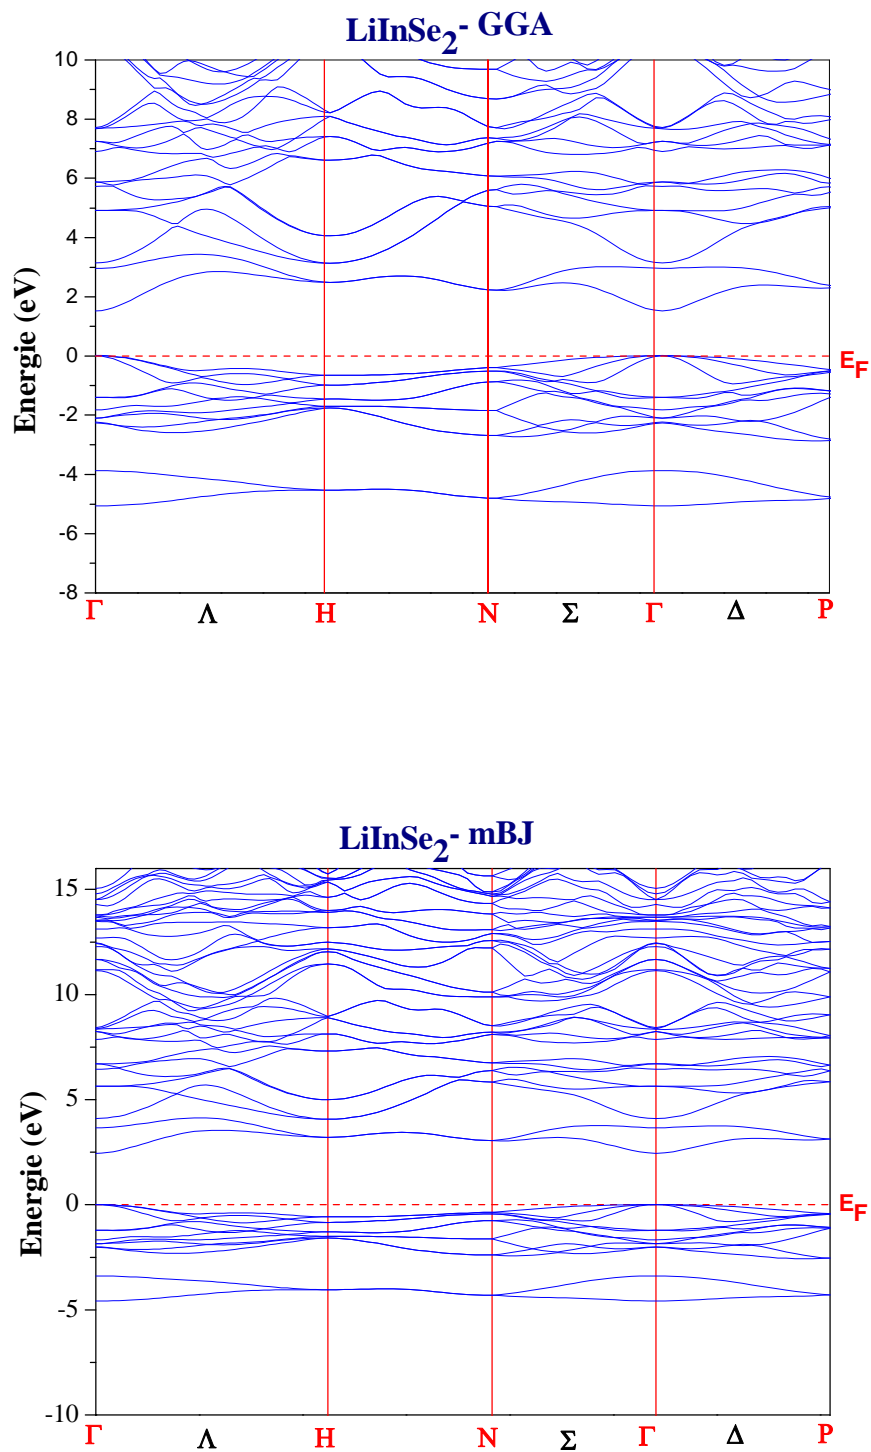 LiInSe2- GGA
10
8
6
4
2
0
-2
-4
-6
-8
Energie (eV)
EF
Γ Λ H N Σ Γ Δ P
LiInSe2- mBJ
15
10
5
0
-5
-10
Energie (eV)
EF
Γ Λ H N Σ Γ Δ P